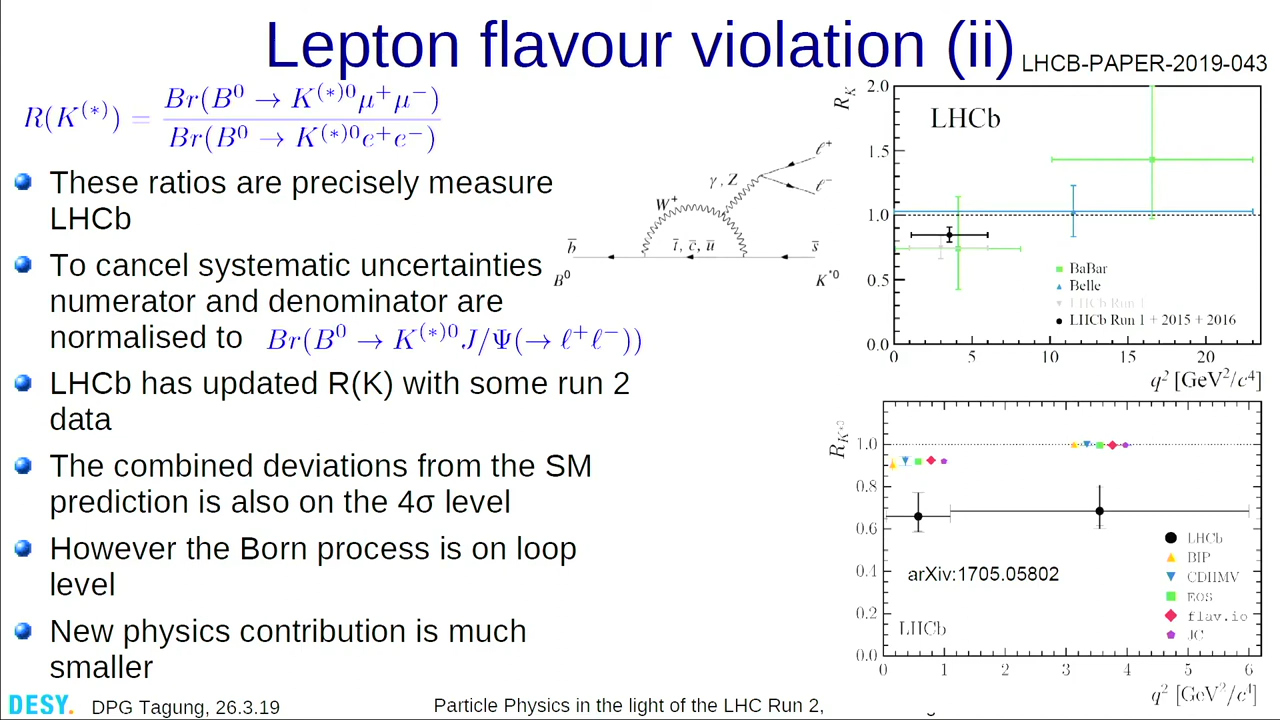 Lepton flavour violation (ii)
LHCB-PAPER-2019-043
R(K^(*)) = Br(B^0 → K^(*)0 μ^+ μ^−) / Br(B^0 → K^(*)0 e^+ e^−)
These ratios are precisely measure
LHCb
To cancel systematic uncertainties
numerator and denominator are
normalised to Br(B^0 → K^(*)0 J/Ψ(→ ℓ^+ ℓ^−))
LHCb has updated R(K) with some run 2
data
The combined deviations from the SM
prediction is also on the 4σ level
However the Born process is on loop
level
New physics contribution is much
smaller
ℓ^+
γ, Z
ℓ^−
W^+
b̄
t̄, c̄, ū
s̄
B^0
K^*0
R_K
2.0
LHCb
1.5
1.0
0.5
0.0
BaBar
Belle
LHCb Run 1
LHCb Run 1 + 2015 + 2016
0 5 10 15 20
q^2 [GeV^2/c^4]
R_K*0
1.0
0.8
0.6
0.4
0.2
0.0
LHCb
BIP
CDHMV
EOS
flav.io
JC
arXiv:1705.05802
LHCb
0 1 2 3 4 5 6
q^2 [GeV^2/c^4]
DESY.
DPG Tagung, 26.3.19
Particle Physics in the light of the LHC Run 2,